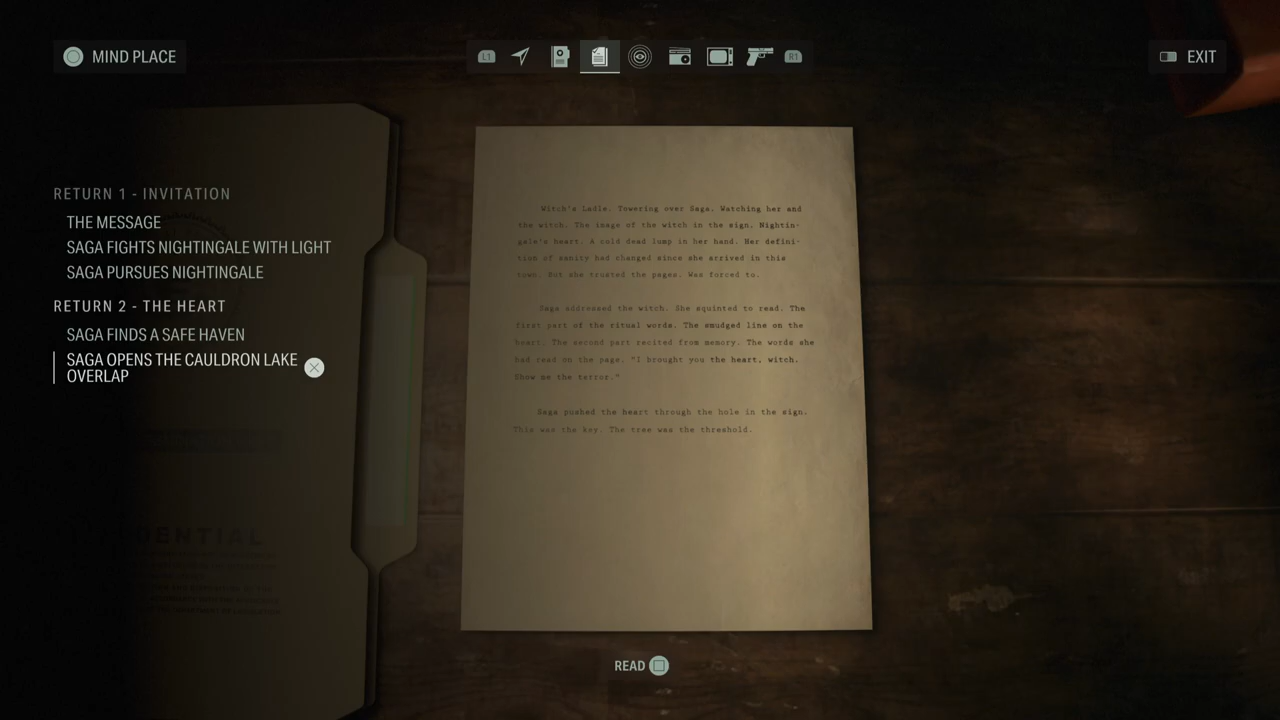 MIND PLACE
L1
R1
EXIT
RETURN 1 - INVITATION
THE MESSAGE
SAGA FIGHTS NIGHTINGALE WITH LIGHT
SAGA PURSUES NIGHTINGALE
RETURN 2 - THE HEART
SAGA FINDS A SAFE HAVEN
SAGA OPENS THE CAULDRON LAKE
OVERLAP
Witch's Ladle. Towering over Saga. Watching her and
the witch. The image of the witch in the sign. Nightin-
gale's heart. A cold dead lump in her hand. Her defini-
tion of sanity had changed since she arrived in this
town. But she trusted the pages. Was forced to.
Saga addressed the witch. She squinted to read. The
first part of the ritual words. The smudged line on the
heart. The second part recited from memory. The words she
had read on the page. "I brought you the heart, witch.
Show me the terror."
Saga pushed the heart through the hole in the sign.
This was the key. The tree was the threshold.
DENTIAL
READ